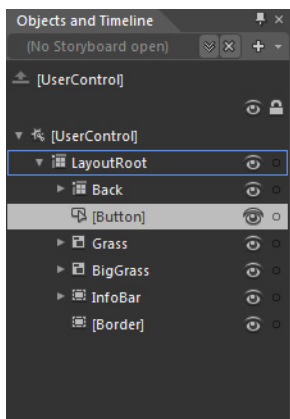 Objects and Timeline
(No Storyboard open)
[UserControl]
[UserControl]
LayoutRoot
Back
[Button]
Grass
BigGrass
InfoBar
[Border]